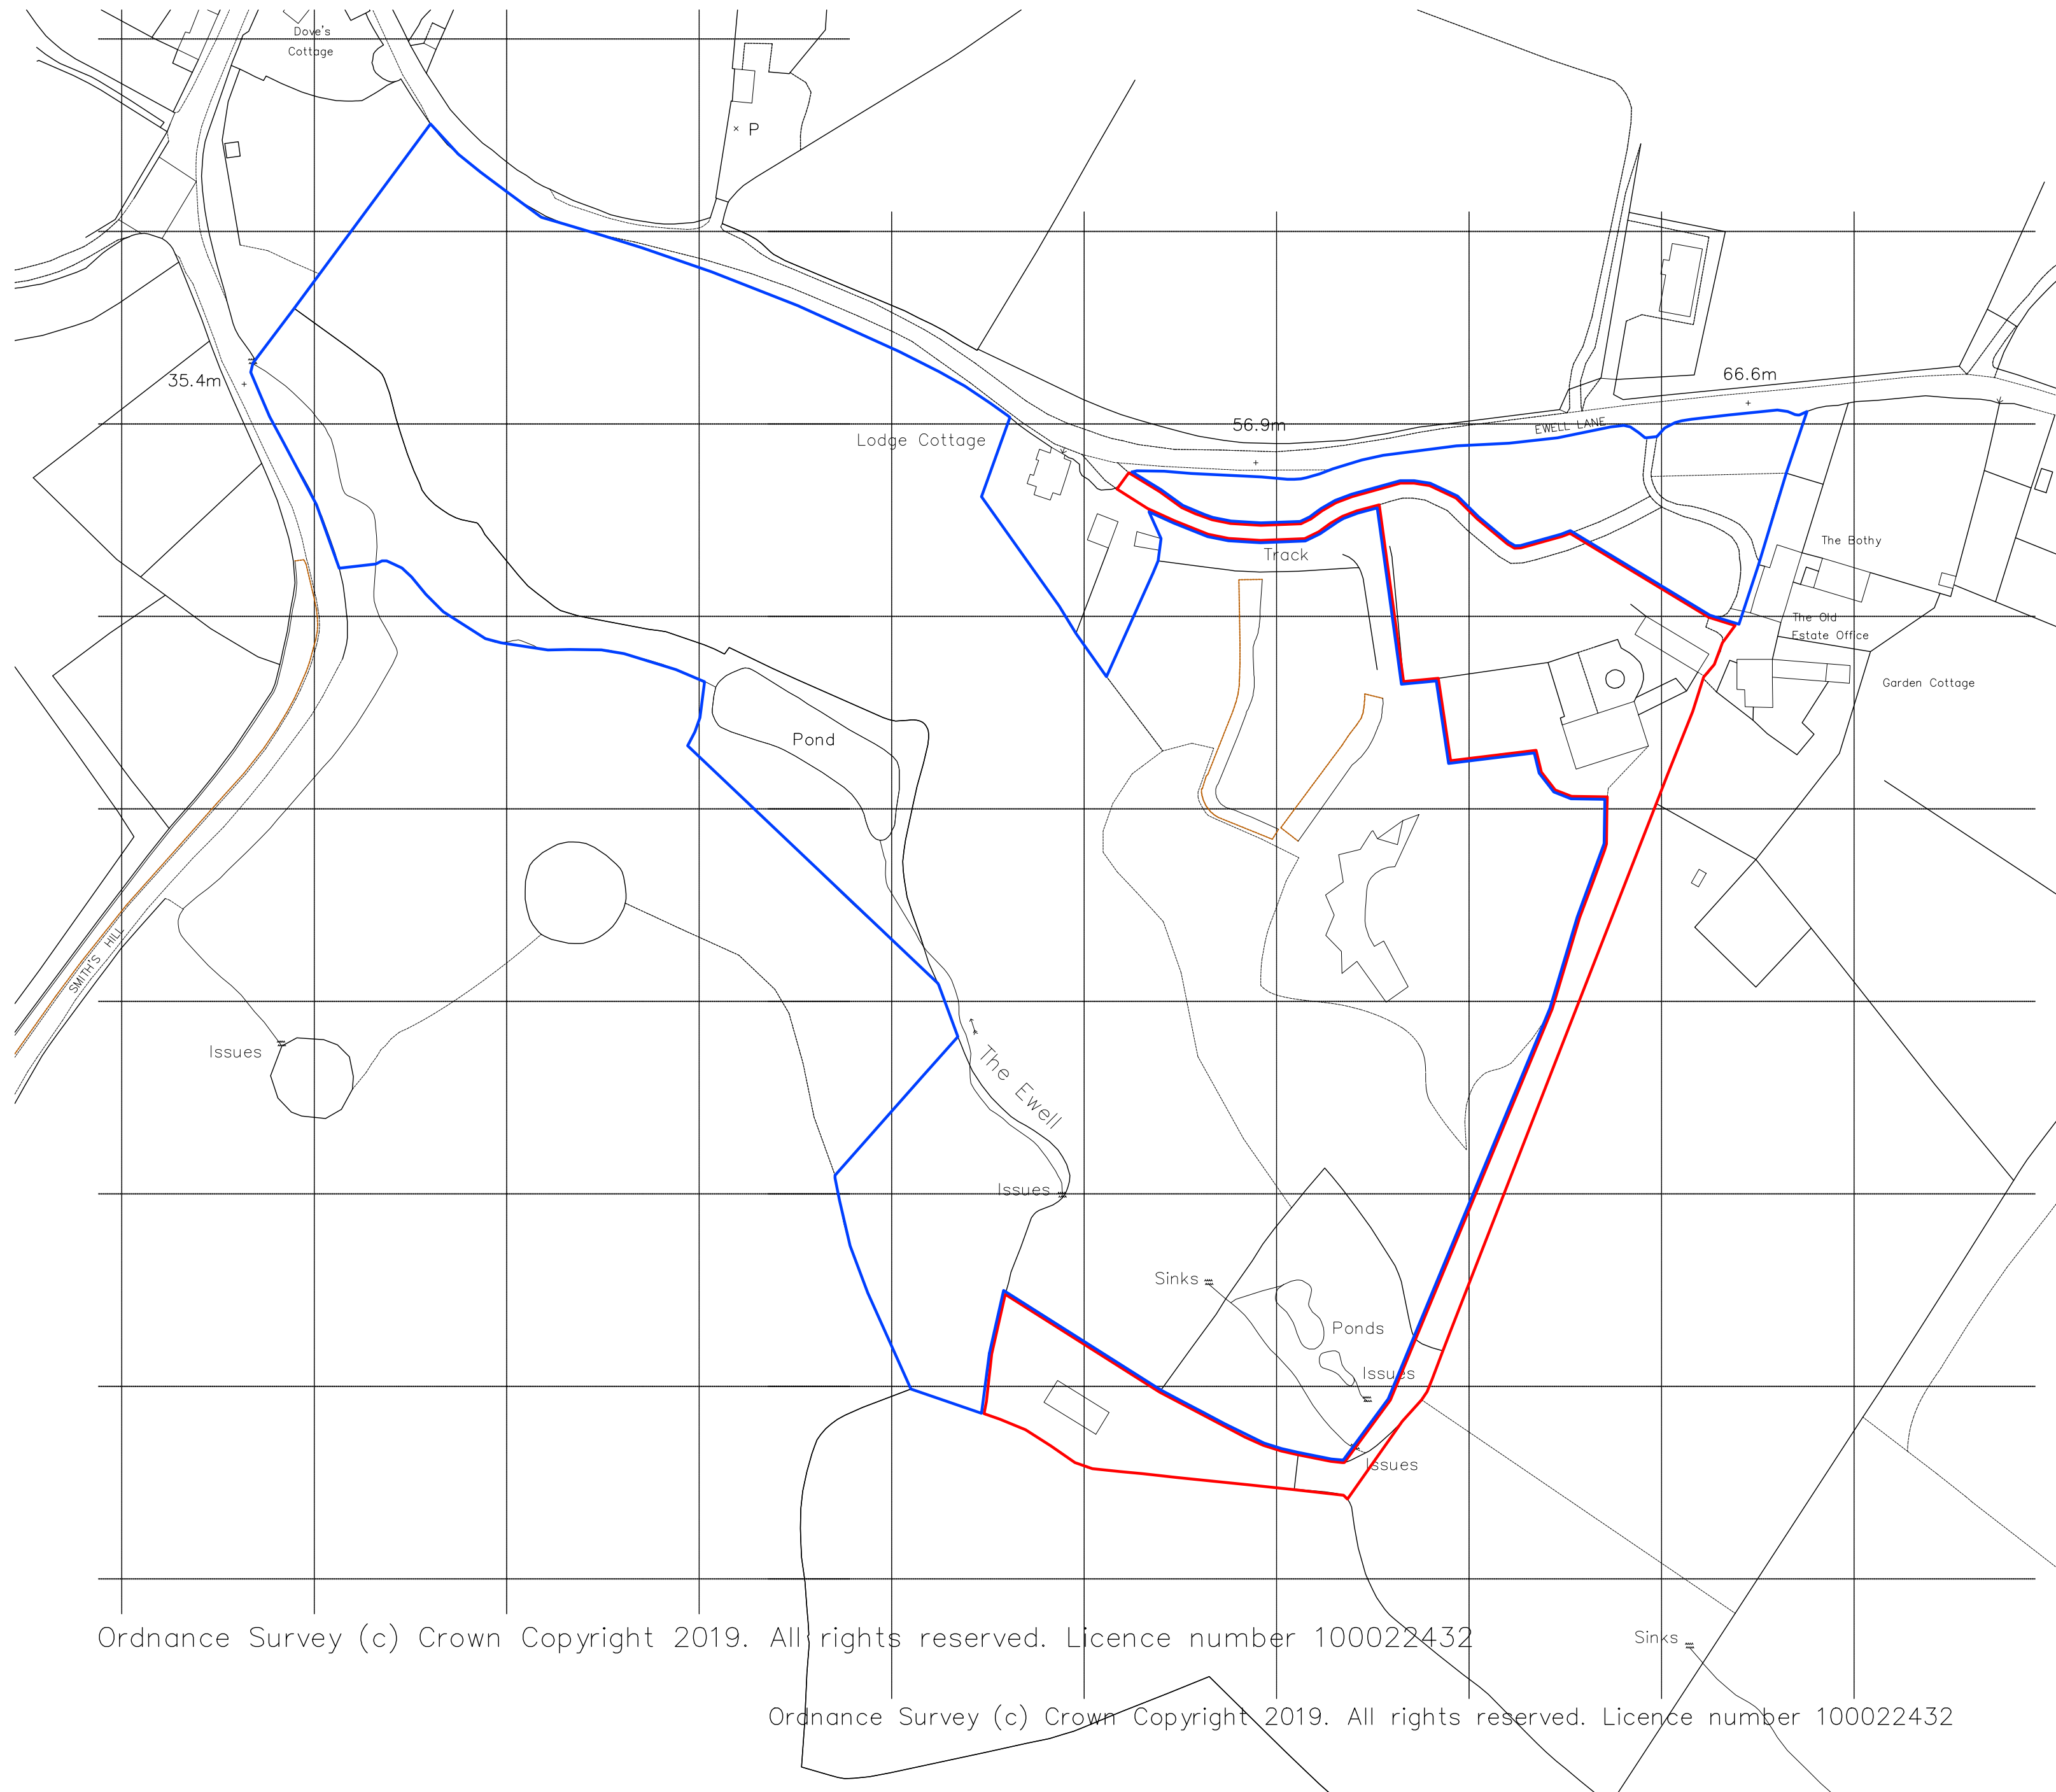 Dove's
Cottage
P
35.4m
66.6m
56.9m
EWELL LANE
Lodge Cottage
The Bothy
Track
The Old
Estate Office
Garden Cottage
Pond
SMITH'S HILL
Issues
The Ewell
Issues
Sinks
Ponds
Issues
Issues
Ordnance Survey (c) Crown Copyright 2019. All rights reserved. Licence number 100022432
Sinks
Ordnance Survey (c) Crown Copyright 2019. All rights reserved. Licence number 100022432